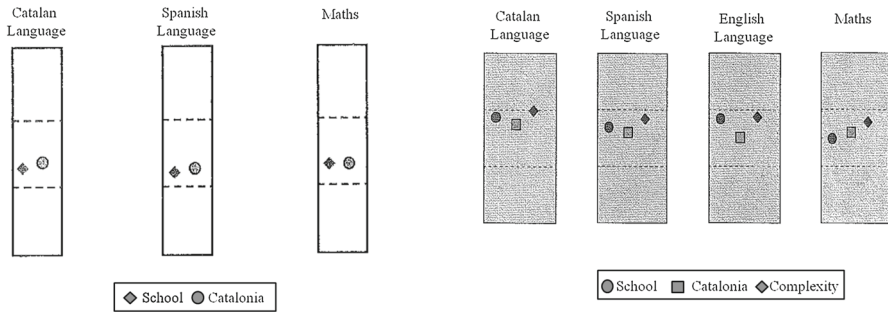 Catalan
Language
Spanish
Language
Maths
School Catalonia
Catalan
Language
Spanish
Language
English
Language
Maths
School Catalonia Complexity